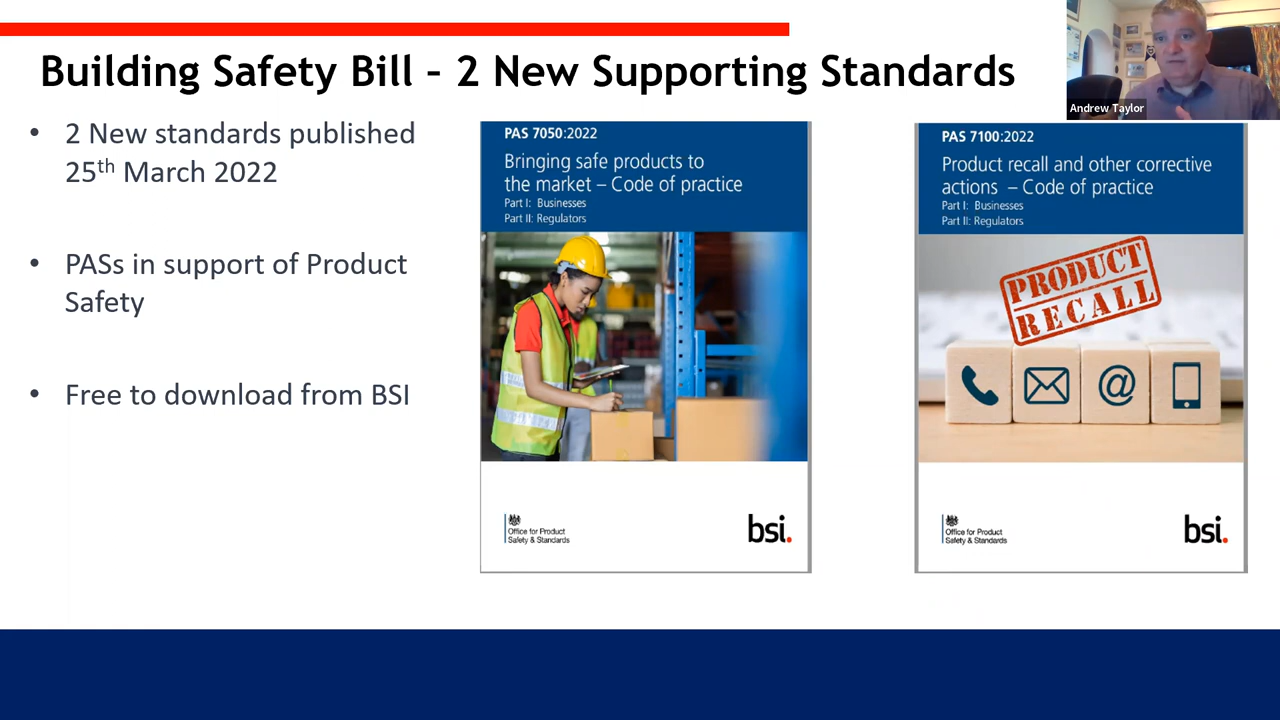 Building Safety Bill – 2 New Supporting Standards
Andrew Taylor
• 2 New standards published
25th March 2022
• PASs in support of Product
Safety
• Free to download from BSI
PAS 7050:2022
Bringing safe products to
the market – Code of practice
Part I: Businesses
Part II: Regulators
Office for Product
Safety & Standards
bsi.
PAS 7100:2022
Product recall and other corrective
actions – Code of practice
Part I: Businesses
Part II: Regulators
PRODUCT
RECALL
@
Office for Product
Safety & Standards
bsi.